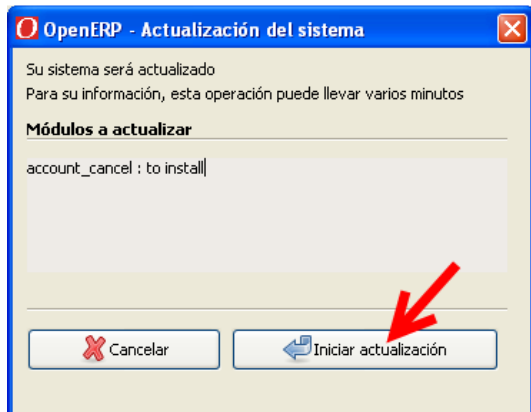 OpenERP - Actualización del sistema
Su sistema será actualizado
Para su información, esta operación puede llevar varios minutos
Módulos a actualizar
account_cancel : to install
Cancelar
Iniciar actualización